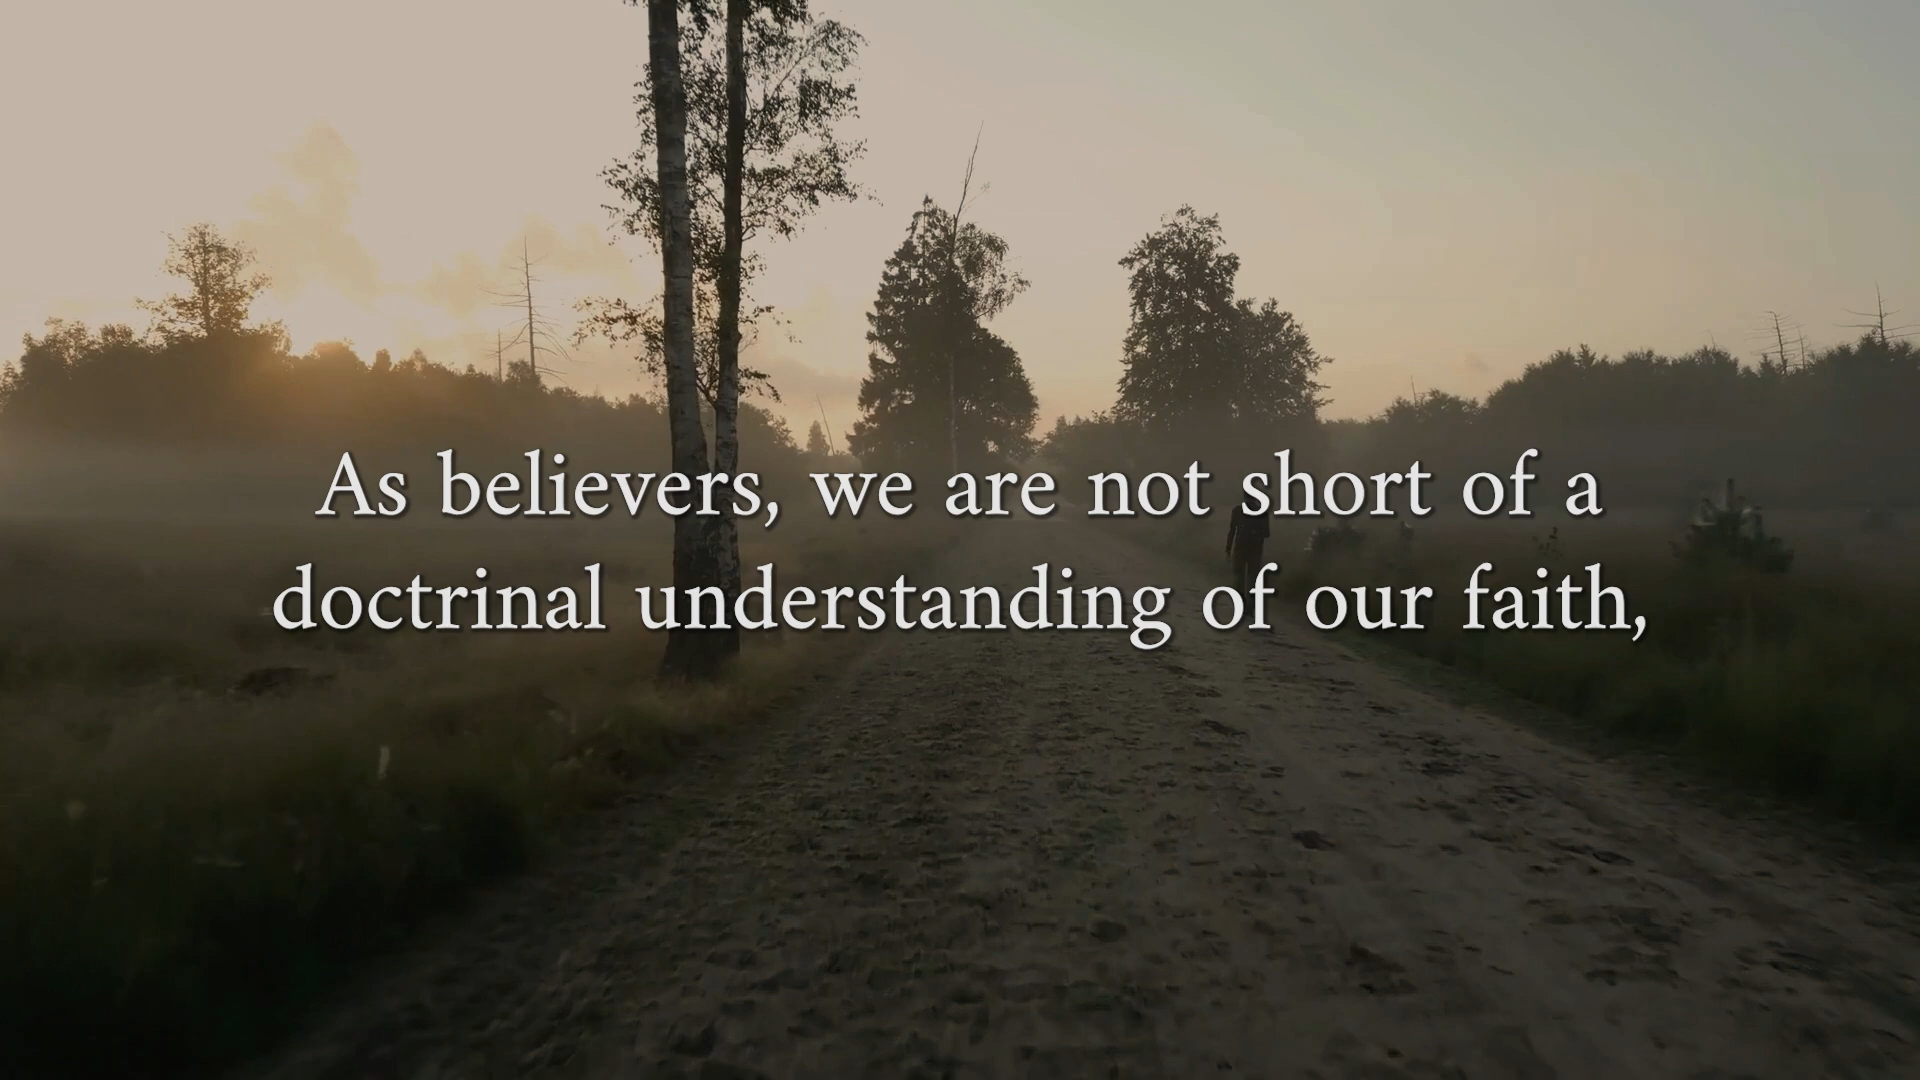 As believers, we are not short of a
doctrinal understanding of our faith,